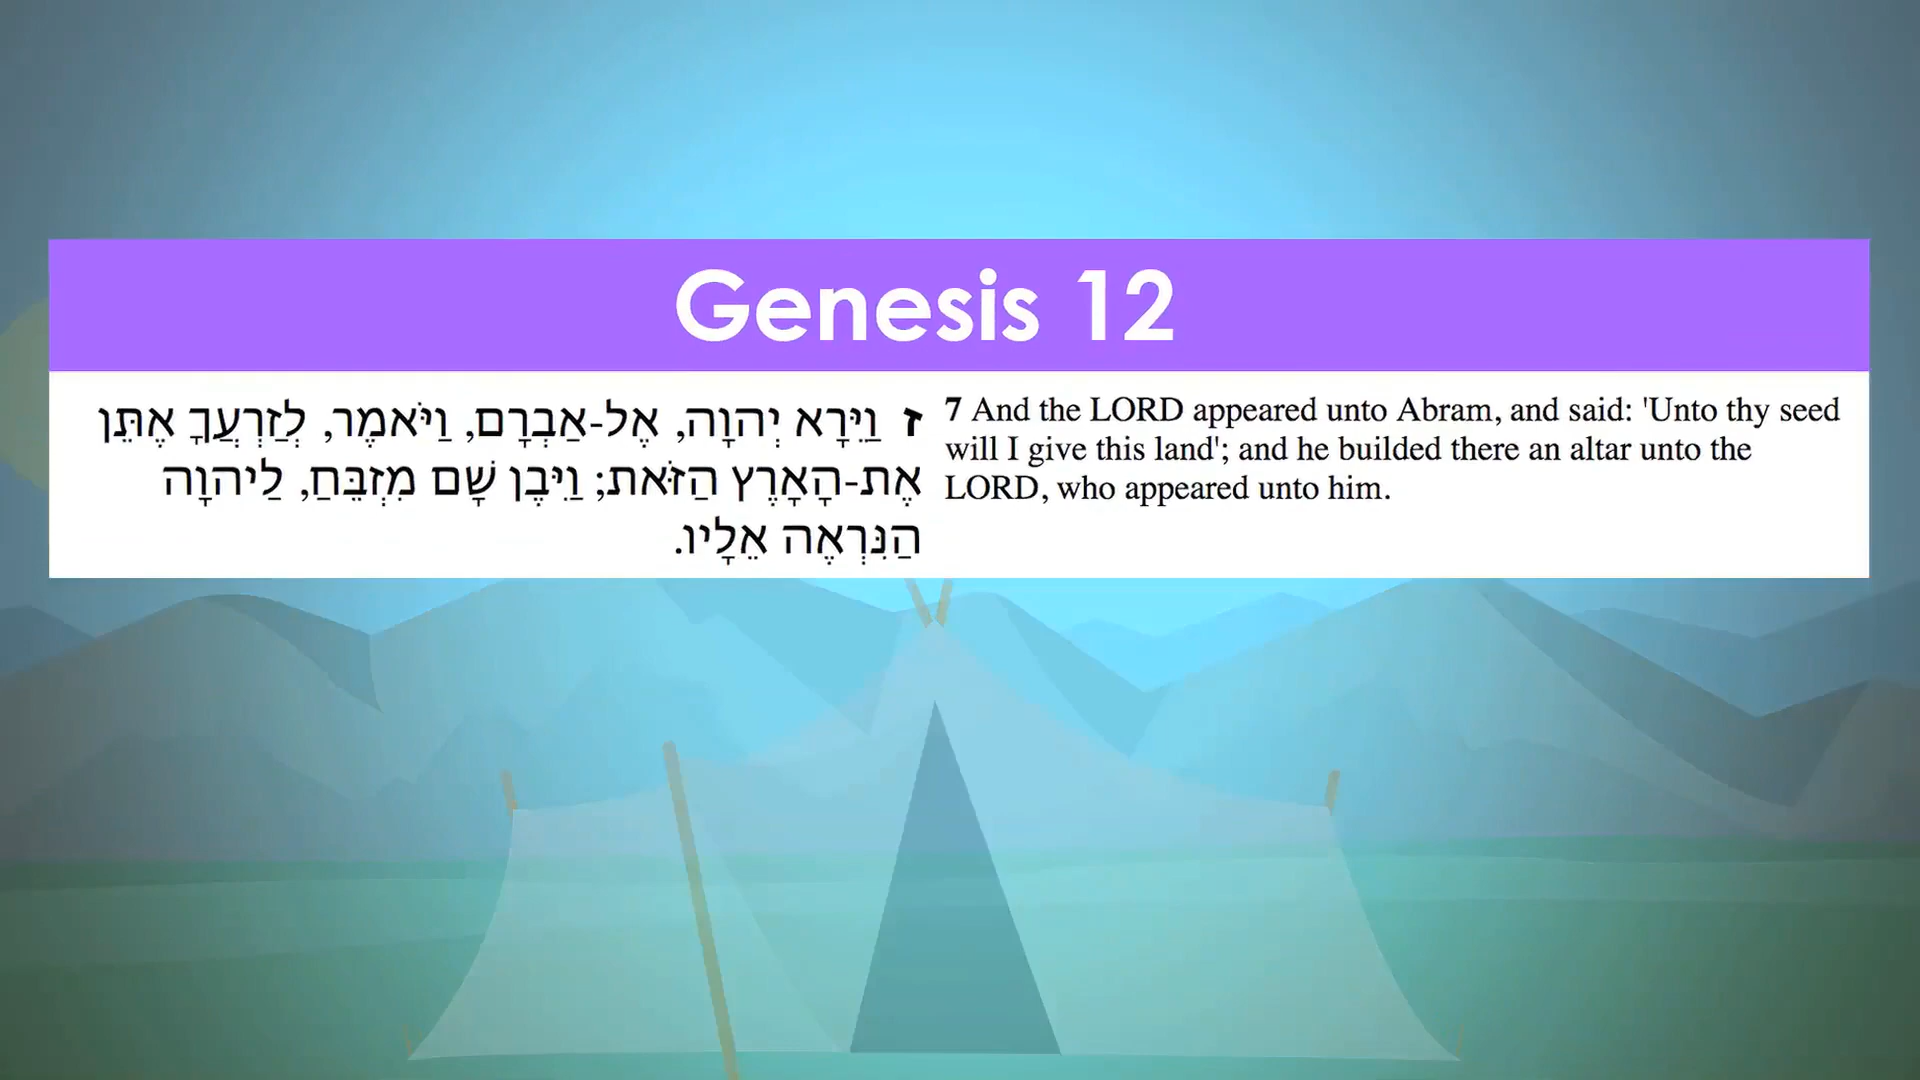 Genesis 12
ז וַיֵּרָא יְהוָה, אֶל-אַבְרָם, וַיֹּאמֶר, לְזַרְעֲךָ אֶתֵּן
אֶת-הָאָרֶץ הַזֹּאת; וַיִּבֶן שָׁם מִזְבֵּחַ, לַיהוָה
הַנִּרְאֶה אֵלָיו.
7 And the LORD appeared unto Abram, and said: 'Unto thy seed
will I give this land'; and he builded there an altar unto the
LORD, who appeared unto him.